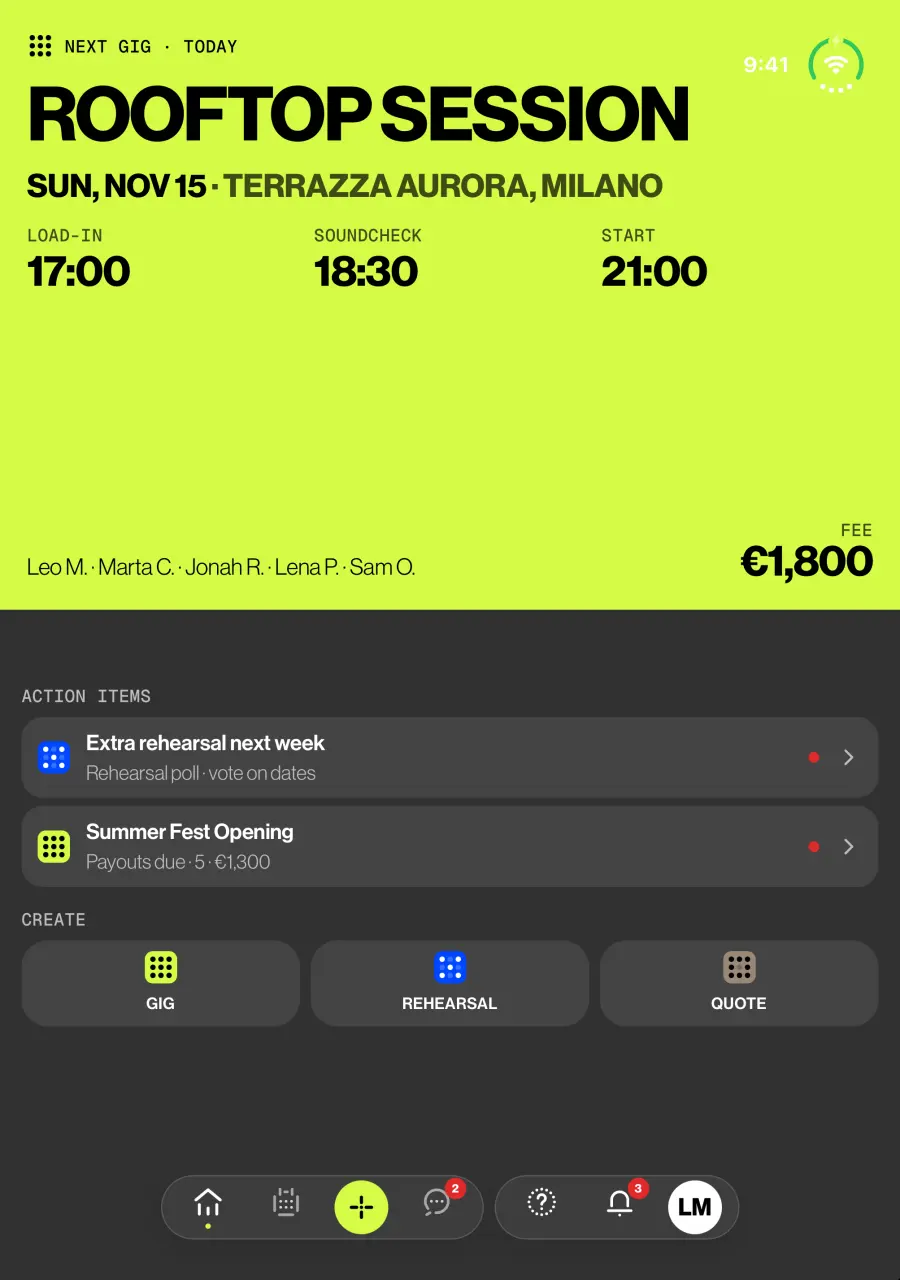 NEXT GIG · TODAY
9:41
ROOFTOP SESSION
SUN, NOV 15 · TERRAZZA AURORA, MILANO
LOAD-IN SOUNDCHECK START
17:00 18:30 21:00
FEE
Leo M. · Marta C. · Jonah R. · Lena P. · Sam O. €1,800
ACTION ITEMS
Extra rehearsal next week
Rehearsal poll · vote on dates
Summer Fest Opening
Payouts due · 5 · €1,300
CREATE
GIG REHEARSAL QUOTE
2 ? 3 LM